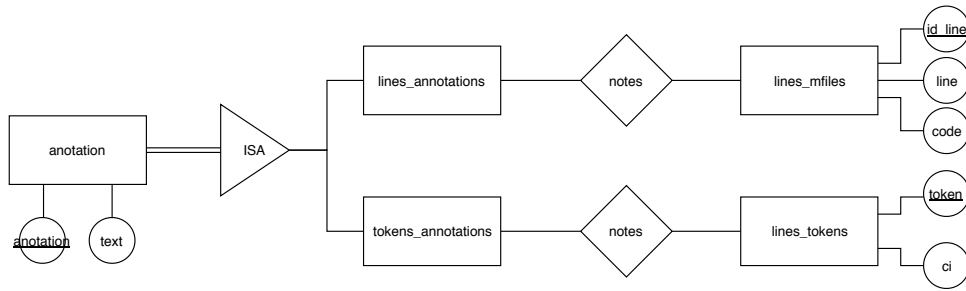 id_line
lines_annotations
notes
lines_mfiles
line
anotation
ISA
code
anotation
text
tokens_annotations
notes
lines_tokens
token
ci